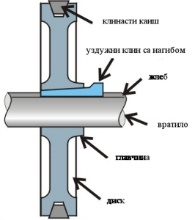 клинасти каиш
уздужни клин са нагибом
жлеб
вратило
главчина
диск